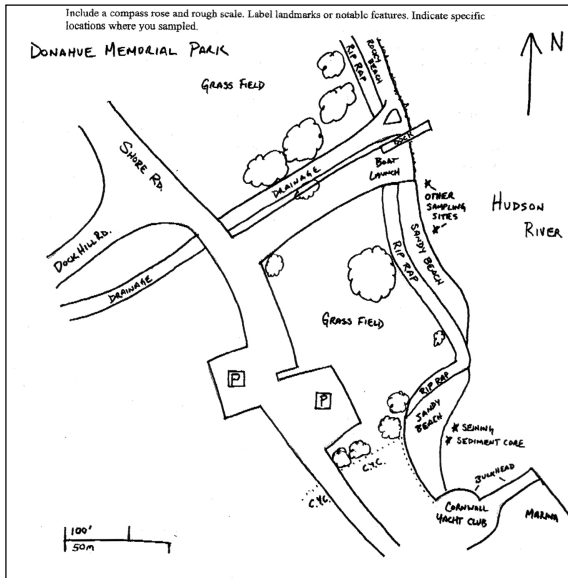 Include a compass rose and rough scale. Label landmarks or notable features. Indicate specific
locations where you sampled.
DONAHUE MEMORIAL PARK
N
GRASS FIELD
RIP RAP
ROCKY
BEACH
SHORE RD.
DOCK
BOAT
LAUNCH
DRAINAGE
* OTHER
SAMPLING
SITES
*
HUDSON
RIVER
DOCK HILL RD.
DRAINAGE
RIP RAP
SANDY BEACH
GRASS FIELD
P
P
RIP RAP
SANDY
BEACH
* SEINING
* SEDIMENT CORE
C.Y.C.
C.Y.C.
BULKHEAD
CORNWALL
YACHT CLUB
MARINA
100'
50m